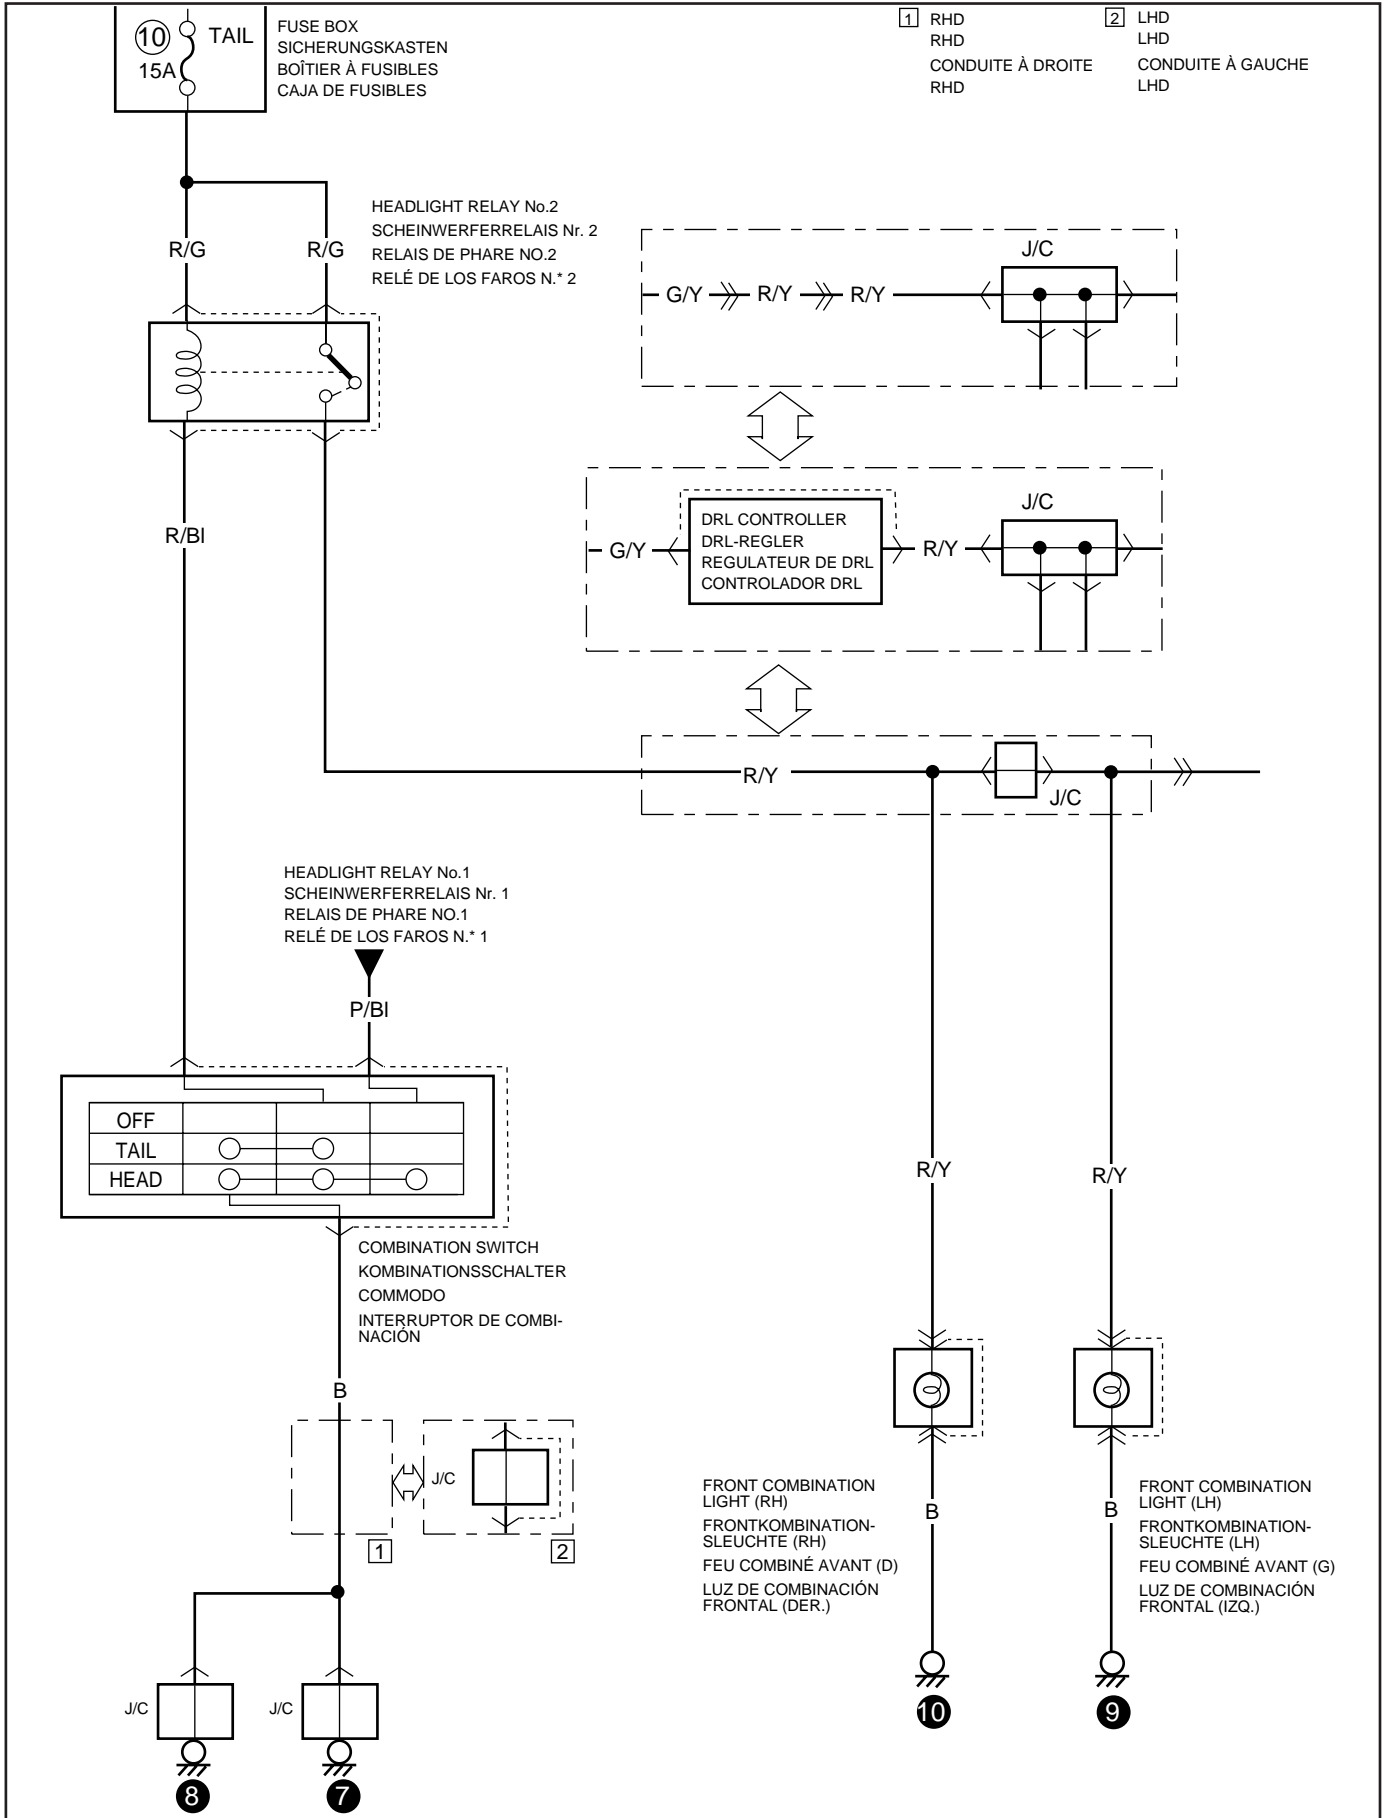 10
TAIL
15A
FUSE BOX
SICHERUNGSKASTEN
BOÎTIER À FUSIBLES
CAJA DE FUSIBLES
1 RHD
RHD
CONDUITE À DROITE
RHD
2 LHD
LHD
CONDUITE À GAUCHE
LHD
R/G
R/G
HEADLIGHT RELAY No.2
SCHEINWERFERRELAIS Nr. 2
RELAIS DE PHARE NO.2
RELÉ DE LOS FAROS N.* 2
J/C
G/Y
R/Y
R/Y
R/Bl
J/C
G/Y
DRL CONTROLLER
DRL-REGLER
REGULATEUR DE DRL
CONTROLADOR DRL
R/Y
R/Y
J/C
HEADLIGHT RELAY No.1
SCHEINWERFERRELAIS Nr. 1
RELAIS DE PHARE NO.1
RELÉ DE LOS FAROS N.* 1
P/Bl
OFF
TAIL
HEAD
R/Y
R/Y
COMBINATION SWITCH
KOMBINATIONSSCHALTER
COMMODO
INTERRUPTOR DE COMBI-
NACIÓN
B
J/C
1
2
FRONT COMBINATION
LIGHT (RH)
FRONTKOMBINATION-
SLEUCHTE (RH)
FEU COMBINÉ AVANT (D)
LUZ DE COMBINACIÓN
FRONTAL (DER.)
B
B
FRONT COMBINATION
LIGHT (LH)
FRONTKOMBINATION-
SLEUCHTE (LH)
FEU COMBINÉ AVANT (G)
LUZ DE COMBINACIÓN
FRONTAL (IZQ.)
J/C
J/C
10
9
8
7